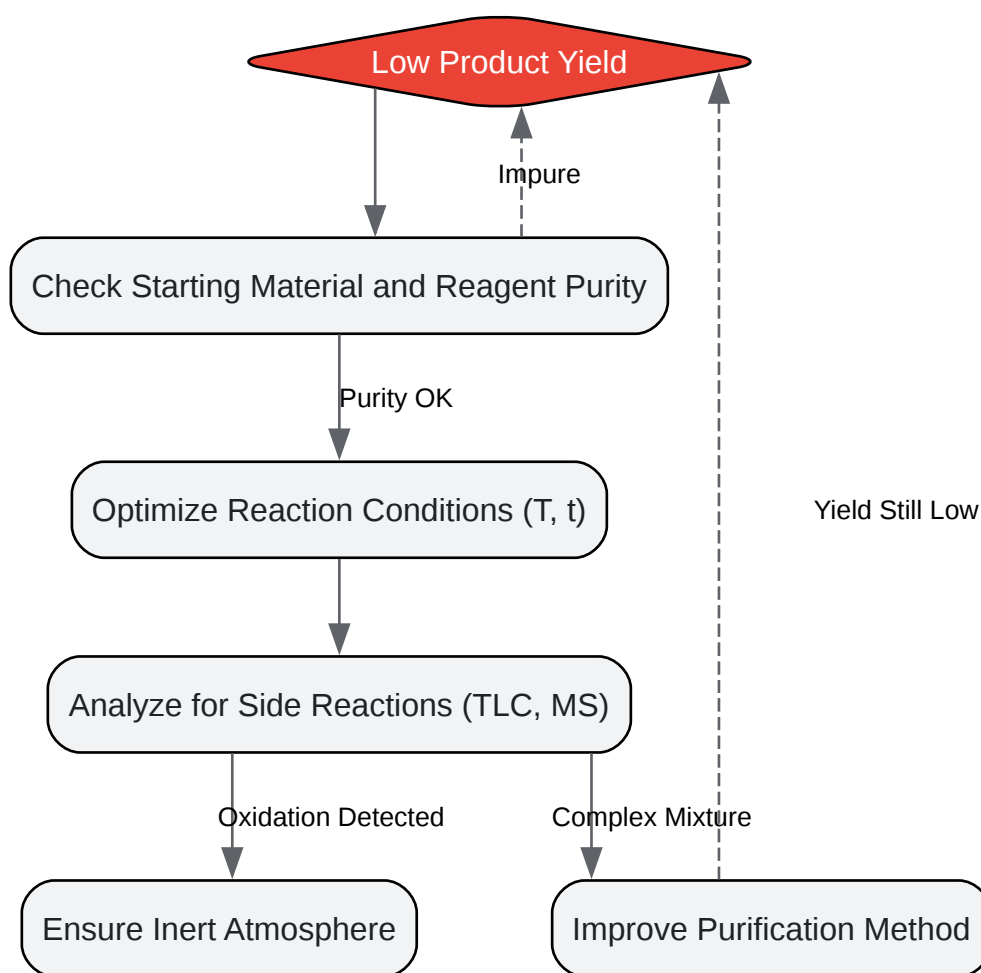 Low Product Yield
Impure
Check Starting Material and Reagent Purity
Purity OK
Optimize Reaction Conditions (T, t)
Yield Still Low
Analyze for Side Reactions (TLC, MS)
Oxidation Detected
Complex Mixture
Ensure Inert Atmosphere
Improve Purification Method